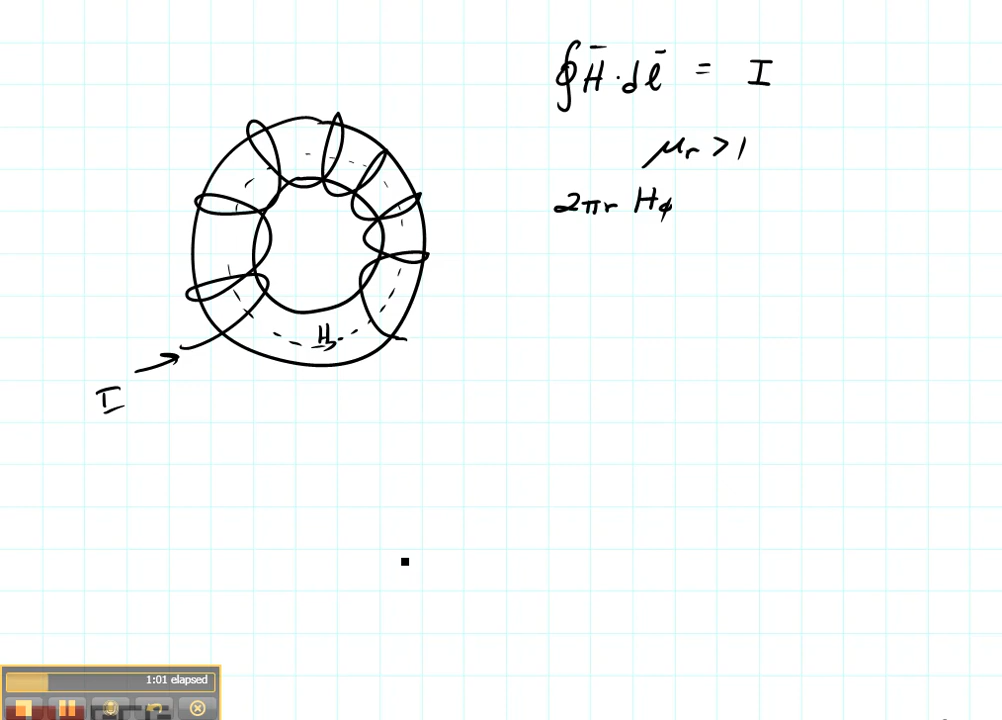 ∮H̄·dl̄ = I
μr > 1
2πr Hϕ
H
I
1:01 elapsed